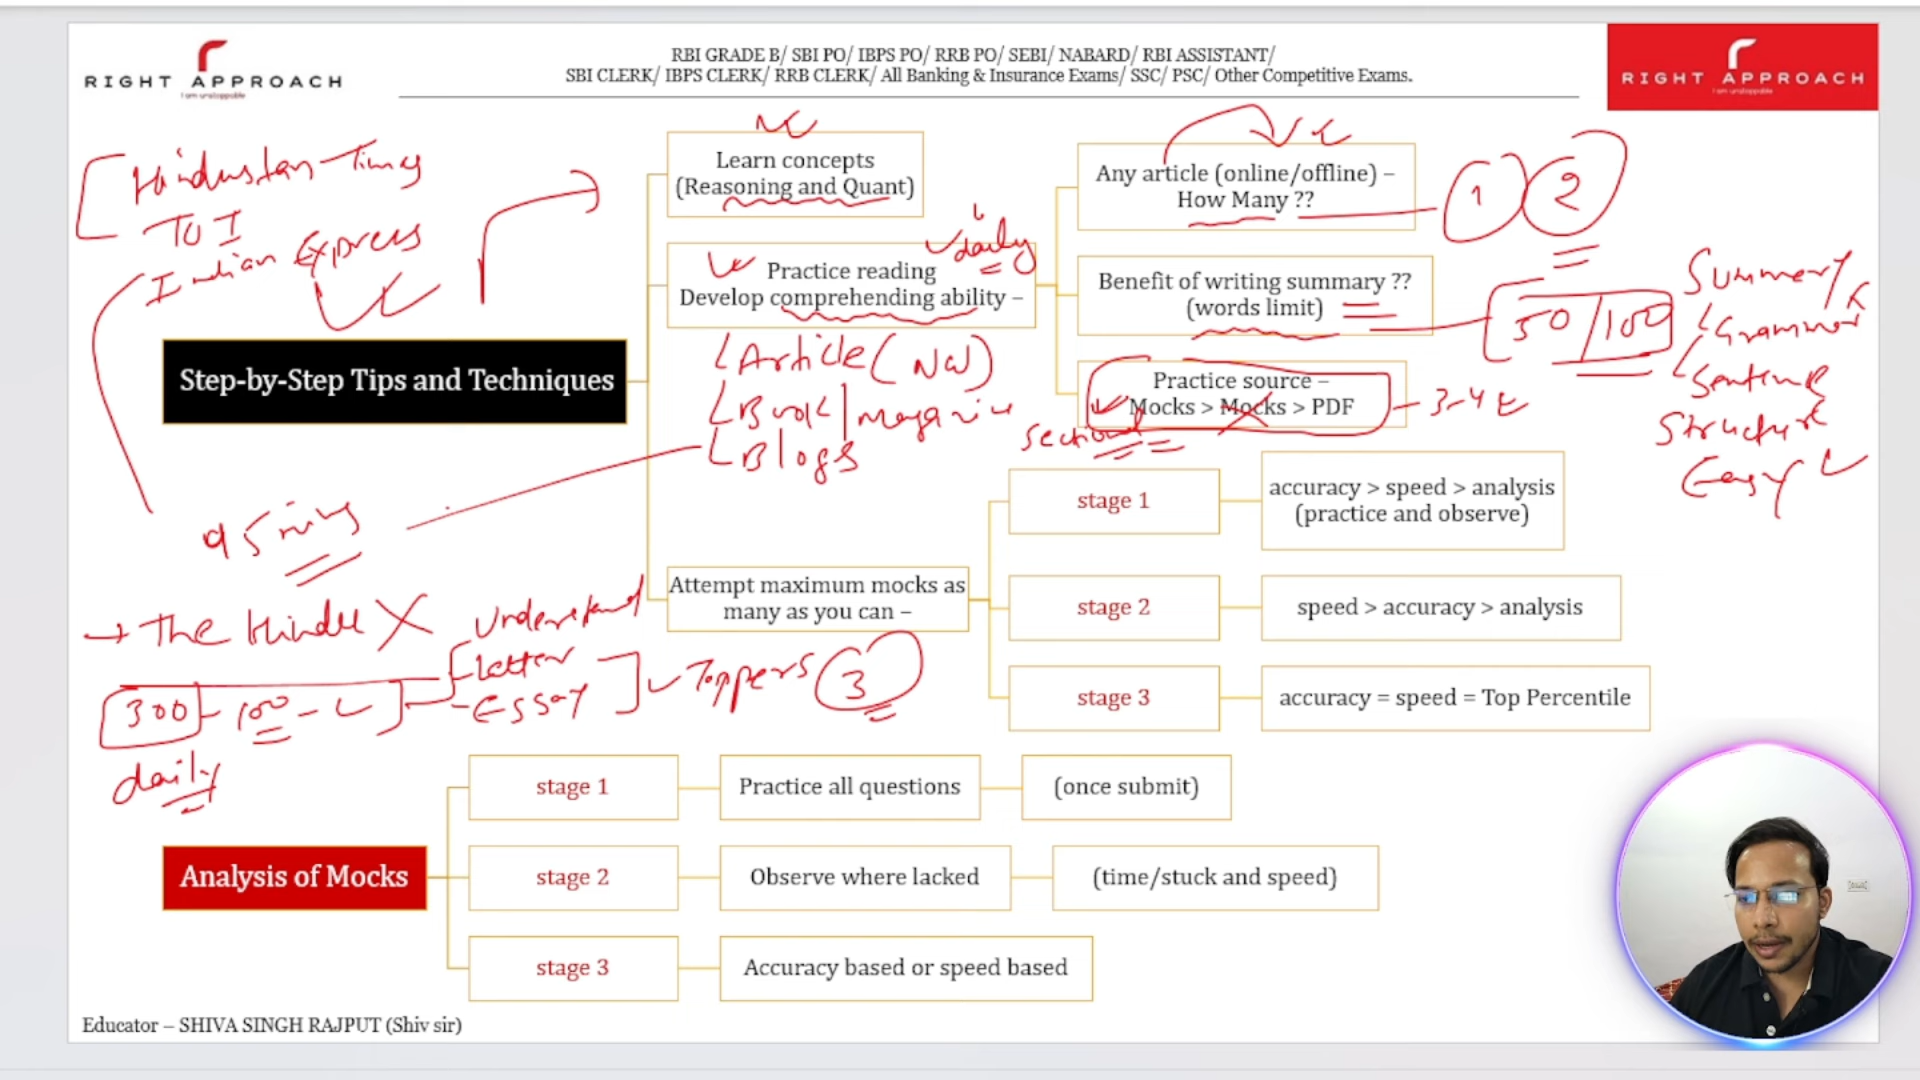 RIGHT APPROACH
I am unstoppable
RBI GRADE B/ SBI PO/ IBPS PO/ RRB PO/ SEBI/ NABARD/ RBI ASSISTANT/
SBI CLERK/ IBPS CLERK/ RRB CLERK/ All Banking & Insurance Exams/ SSC/ PSC/ Other Competitive Exams.
RIGHT APPROACH
I am unstoppable
Hindustan Times
TOI
Indian Express
Step-by-Step Tips and Techniques
Learn concepts
(Reasoning and Quant)
daily
Practice reading
Develop comprehending ability –
Article (NW)
Book/magazine
Blogs
Any article (online/offline) –
How Many ??
1
2
Benefit of writing summary ??
(words limit)
50/100
Summery
Grammar
Sentence
Structure
Easy
Practice source –
Mocks > Mocks > PDF
3-4
Sectional
45 mins
The Hindu
300 - 100 -
daily
Understand
letter
Essay
Toppers 3
Attempt maximum mocks as
many as you can –
stage 1
accuracy > speed > analysis
(practice and observe)
stage 2
speed > accuracy > analysis
stage 3
accuracy = speed = Top Percentile
Analysis of Mocks
stage 1
Practice all questions
(once submit)
stage 2
Observe where lacked
(time/stuck and speed)
stage 3
Accuracy based or speed based
Educator – SHIVA SINGH RAJPUT (Shiv sir)